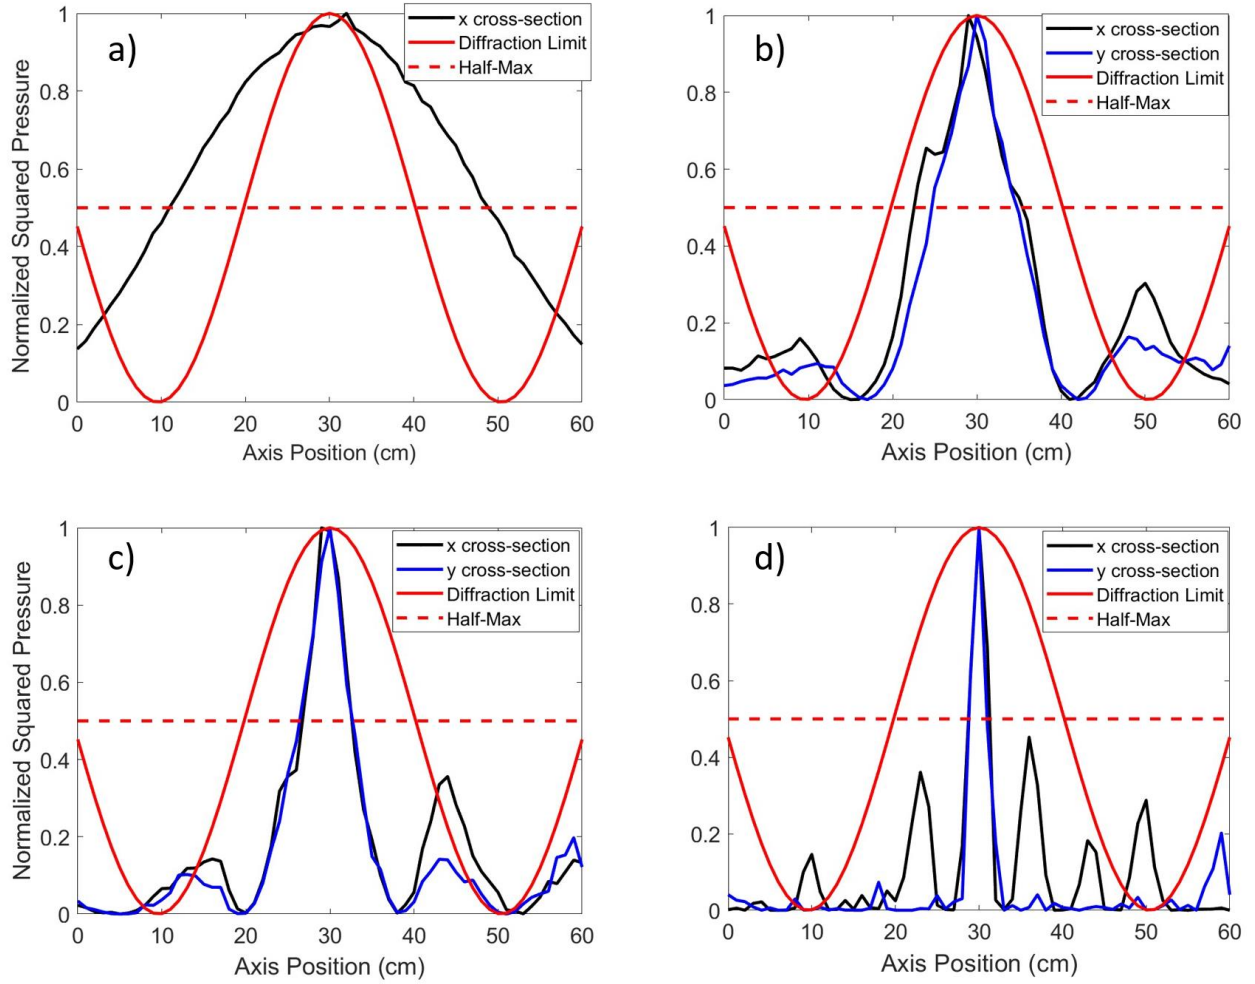 a)
x cross-section
Diffraction Limit
Half-Max
Normalized Squared Pressure
1
0.8
0.6
0.4
0.2
0
0 10 20 30 40 50 60
Axis Position (cm)
b)
x cross-section
y cross-section
Diffraction Limit
Half-Max
1
0.8
0.6
0.4
0.2
0
0 10 20 30 40 50 60
Axis Position (cm)
c)
x cross-section
y cross-section
Diffraction Limit
Half-Max
Normalized Squared Pressure
1
0.8
0.6
0.4
0.2
0
0 10 20 30 40 50 60
Axis Position (cm)
d)
x cross-section
y cross-section
Diffraction Limit
Half-Max
1
0.8
0.6
0.4
0.2
0
0 10 20 30 40 50 60
Axis Position (cm)